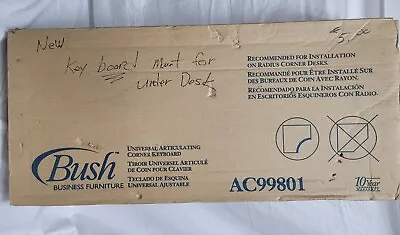 New
Key board mount for
under Desk
$5.00
RECOMMENDED FOR INSTALLATION
ON RADIUS CORNER DESKS.
RECOMMANDÉ POUR ÊTRE INSTALLÉ SUR
DES BUREAUX DE COIN AVEC RAYON.
RECOMENDADO PARA LA INSTALACIÓN
EN ESCRITORIOS ESQUINEROS CON RADIO.
Bush™
BUSINESS FURNITURE
UNIVERSAL ARTICULATING
CORNER KEYBOARD
TIROIR UNIVERSEL ARTICULÉ
DE COIN POUR CLAVIER
TECLADO DE ESQUINA
UNIVERSAL AJUSTABLE
AC99801
10 Year